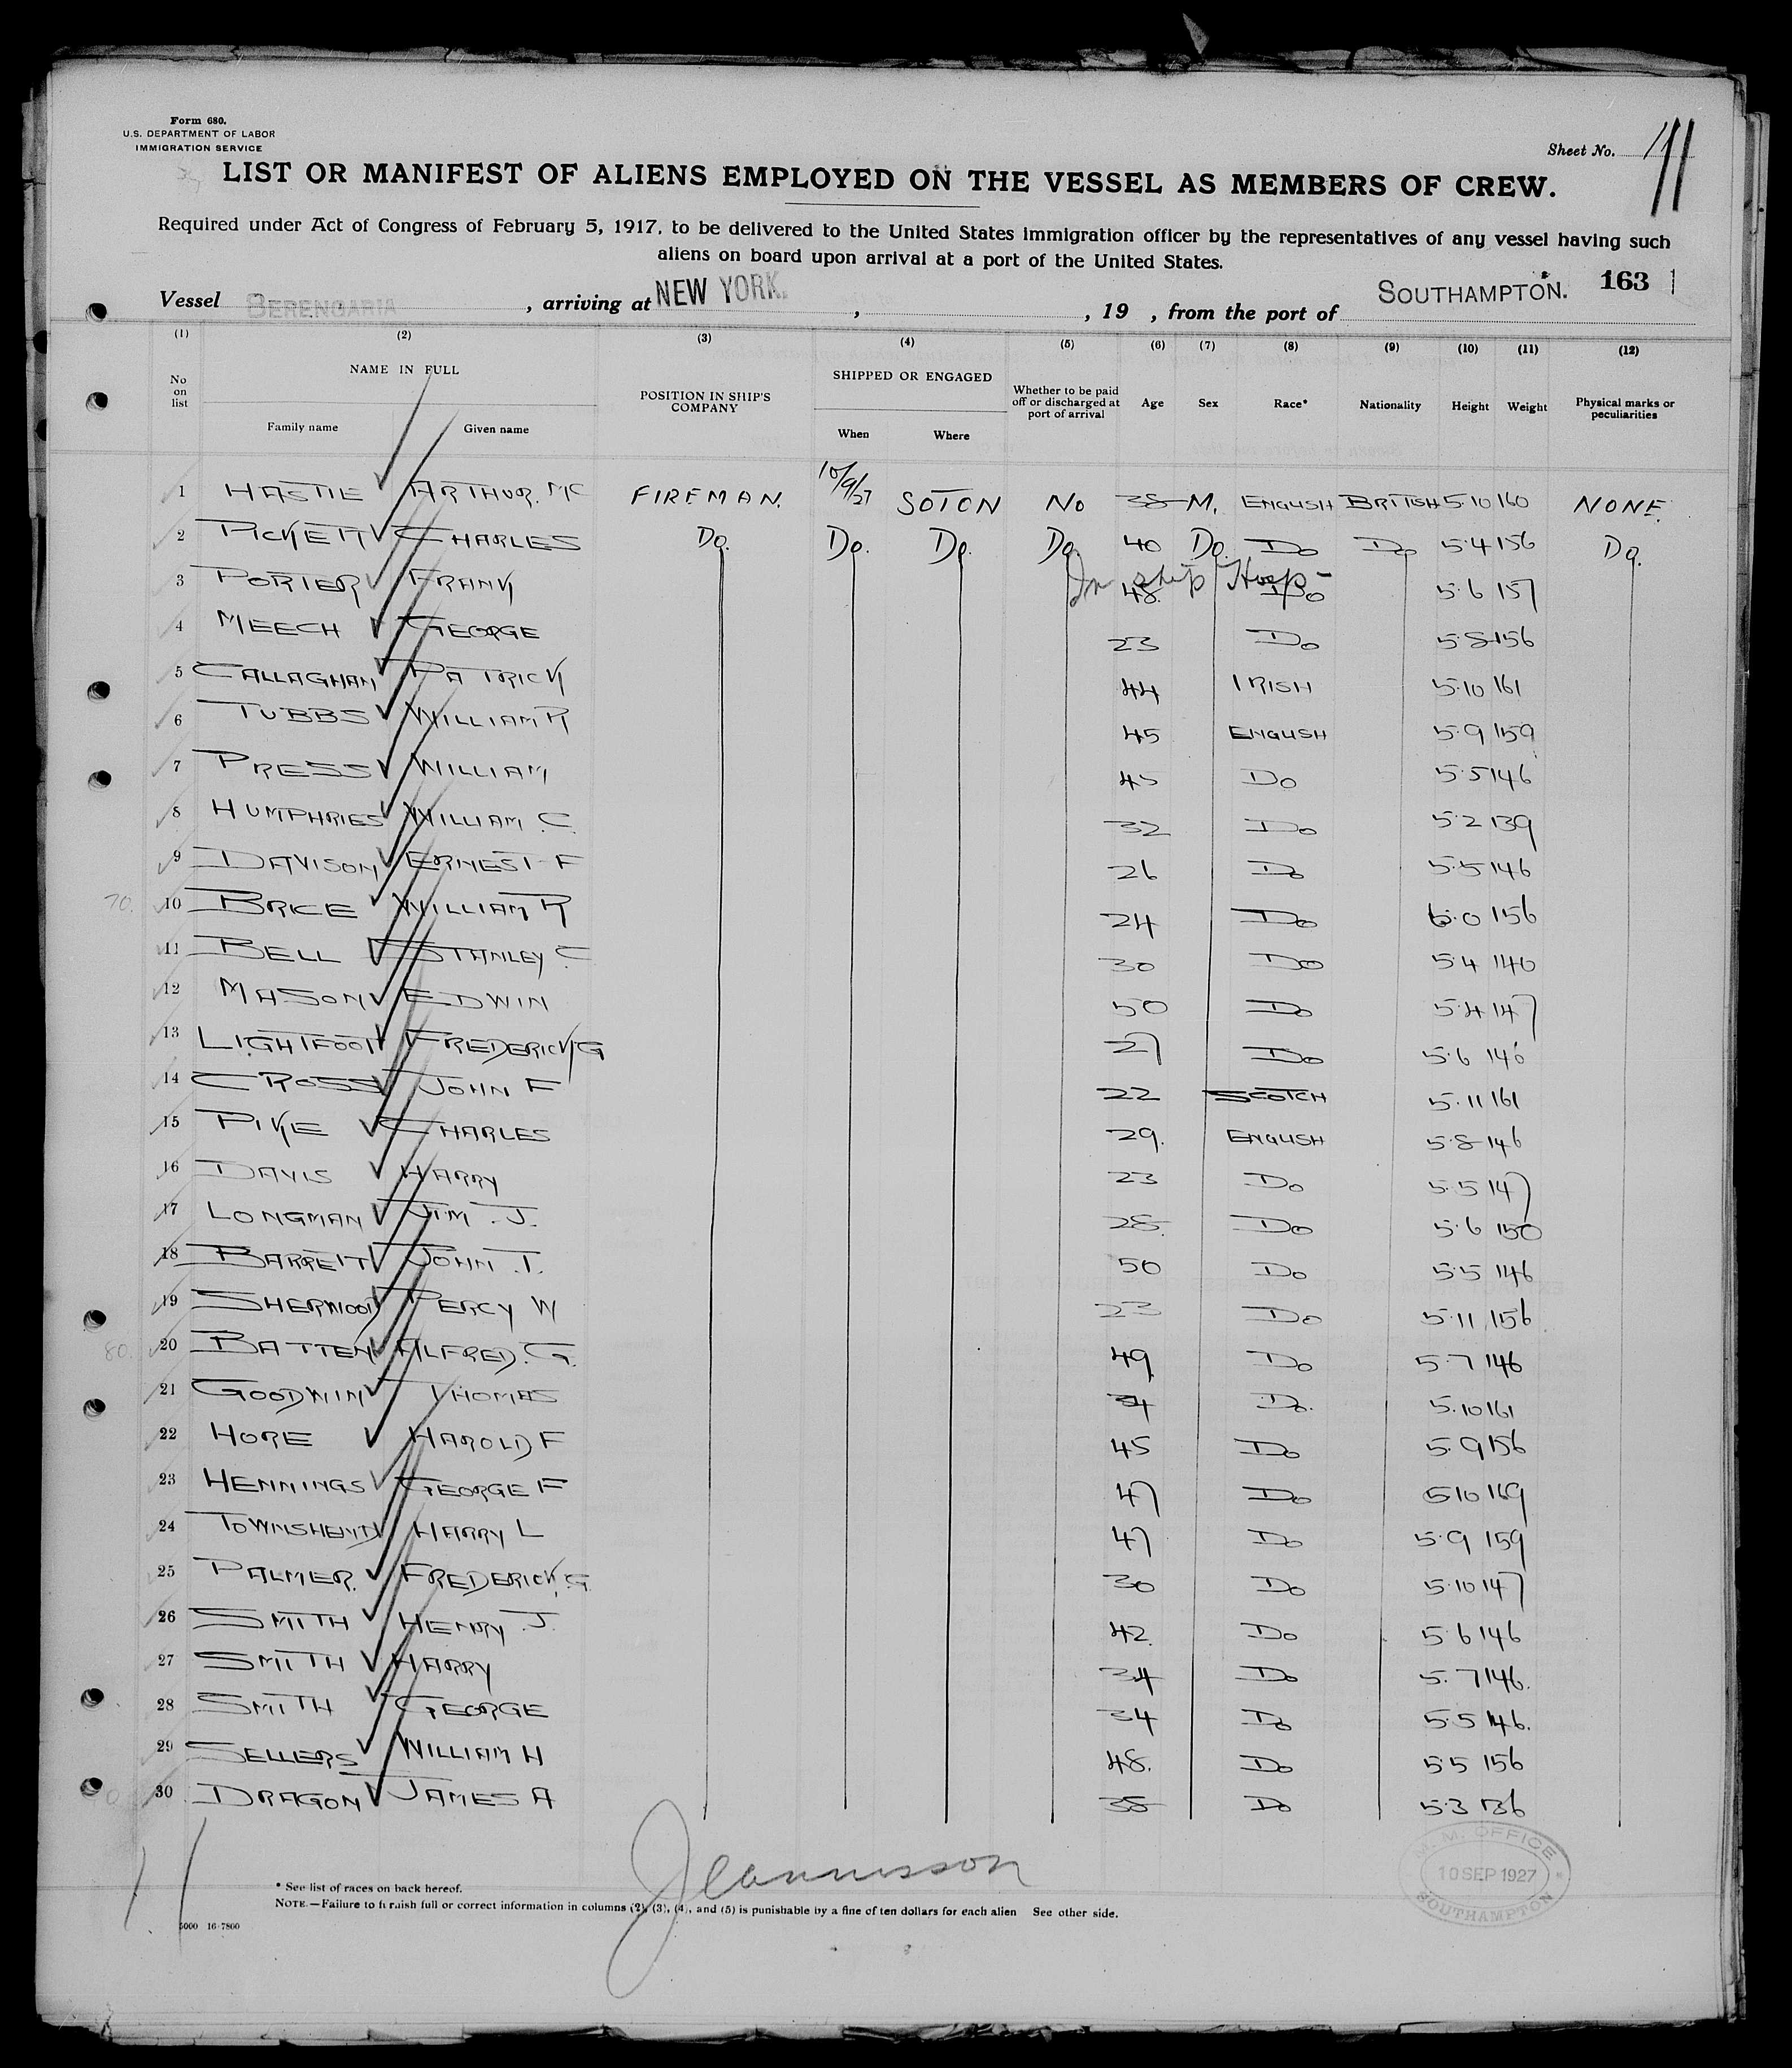 Form 680.
U.S. DEPARTMENT OF LABOR
IMMIGRATION SERVICE
Sheet No.
LIST OR MANIFEST OF ALIENS EMPLOYED ON THE VESSEL AS MEMBERS OF CREW.
Required under Act of Congress of February 5, 1917, to be delivered to the United States immigration officer by the representatives of any vessel having such
aliens on board upon arrival at a port of the United States.
163
Vessel BERENGARIA, arriving at NEW YORK. , , 19 , from the port of SOUTHAMPTON.
(1) (2) (3) (4) (5) (6) (7) (8) (9) (10) (11) (12)
No on list NAME IN FULL Family name Given name POSITION IN SHIP'S COMPANY SHIPPED OR ENGAGED When Where Whether to be paid off or discharged at port of arrival Age Sex Race* Nationality Height Weight Physical marks or peculiarities
1 HASTIE ARTHUR. MC FIREMAN. 10/9/27 SOTON No 38 M. ENGLISH BRITISH 5.10 160 NONE.
2 PICKETT CHARLES Do. Do. Do. Do. 40 Do. Do Do 5.4 156 Do.
In ship Hosp-
3 PORTER FRANK 48. Do 5.6 157
4 MEECH GEORGE 23 Do 5.8 156
5 CALLAGHAN PATRICK 44 IRISH 5.10 161
6 TUBBS WILLIAM R 45 ENGLISH 5.9 159
7 PRESS WILLIAM 45 Do 5.5 146
8 HUMPHRIES WILLIAM. C. 32 Do 5.2 139
9 DAVISON ERNEST F 26 Do 5.5 146
70. 10 BRICE WILLIAM R 24 Do 6.0 156
11 BELL STANLEY C 30 Do 5.4 140
12 MASON EDWIN 50 Do 5.4 147
13 LIGHTFOOT FREDERICK G 27 Do 5.6 146
14 CROSS JOHN F 22 SCOTCH 5.11 161
15 PIKE CHARLES 29. ENGLISH 5.8 146
16 DAVIS HARRY 23 Do 5.5 147
17 LONGMAN JIM. J. 28. Do 5.6 150
18 BARRETT JOHN. T. 50 Do 5.5 146
19 SHERWOOD PERCY W 23 Do 5.11 156
80. 20 BATTEN ALFRED. G. 49 Do 5.7 146
21 GOODWIN THOMAS Do. 5.10 161
22 HORE HAROLD F 45 Do 5.9 156
23 HENNINGS GEORGE F 47 Do 5 10 169
24 TOWNSHEND HARRY L 47 Do 5.9 159
25 PALMER. FREDERICK. G. 30 Do 5.10 147
26 SMITH HENRY. J. 42. Do 5 6 146
27 SMITH HARRY 34 Do 5.7 146.
28 SMITH GEORGE 34 Do 5.5 146.
29 SELLERS WILLIAM H 48. Do 5 5 156
30 DRAGON JAMES A 38 Do 5.3 136
M.M. OFFICE
10 SEP 1927
SOUTHAMPTON
* See list of races on back hereof.
NOTE.—Failure to furnish full or correct information in columns (2), (3), (4), and (5) is punishable by a fine of ten dollars for each alien See other side.
5000 16-7800